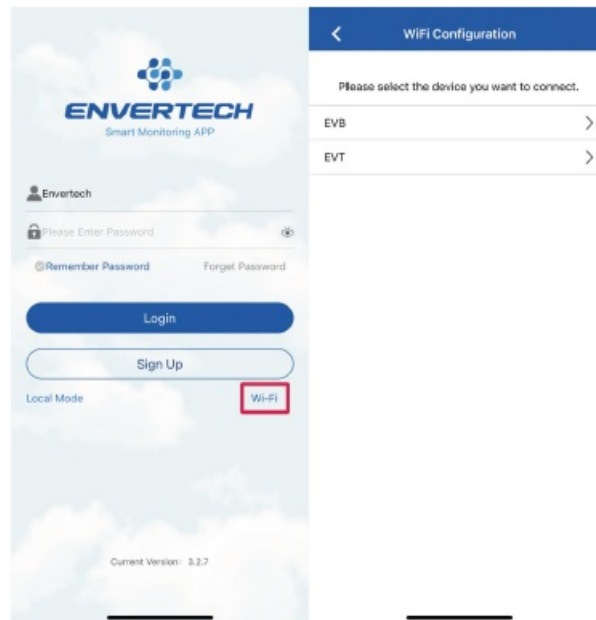 ENVERTECH
Smart Monitoring APP
Envertech
Please Enter Password
Remember Password Forget Password
Login
Sign Up
Local Mode Wi-Fi
Current Version: 3.2.7
WiFi Configuration
Please select the device you want to connect.
EVB
EVT